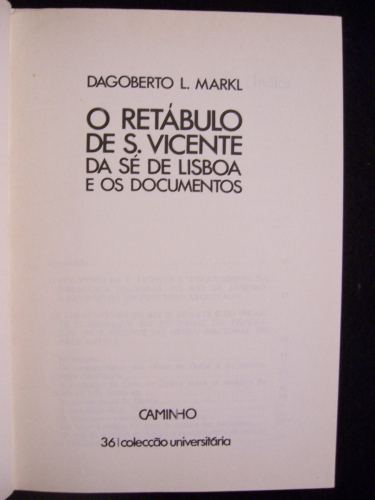 DAGOBERTO L. MARKL
O RETÁBULO
DE S. VICENTE
DA SÉ DE LISBOA
E OS DOCUMENTOS
CAMINHO
36 | colecção universitária